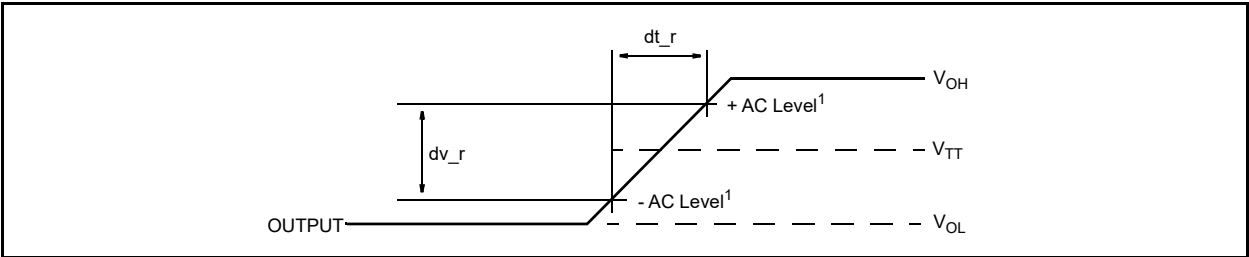 dt_r
V_OH
+ AC Level¹
dv_r
V_TT
- AC Level¹
OUTPUT
V_OL